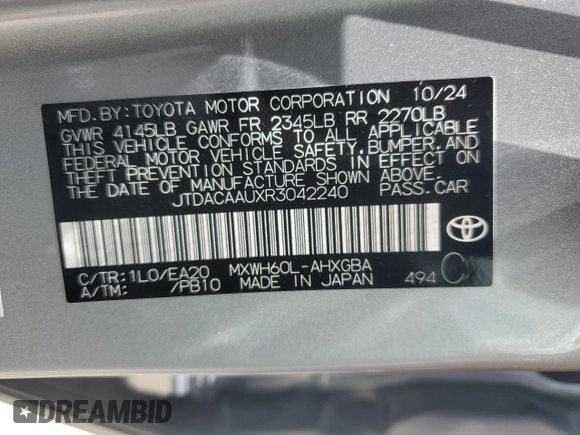 MFD.BY:TOYOTA MOTOR CORPORATION 10/24
GVWR 4145LB GAWR FR 2345LB RR 2270LB
THIS VEHICLE CONFORMS TO ALL APPLICABLE
FEDERAL MOTOR VEHICLE SAFETY,BUMPER,AND
THEFT PREVENTION STANDARDS IN EFFECT ON
THE DATE OF MANUFACTURE SHOWN ABOVE.
JTDACAAUXR3042240 PASS.CAR
C/TR:1L0/EA20 MXWH60L-AHXGBA
A/TM: /PB10 MADE IN JAPAN 494 C
DREAMBID